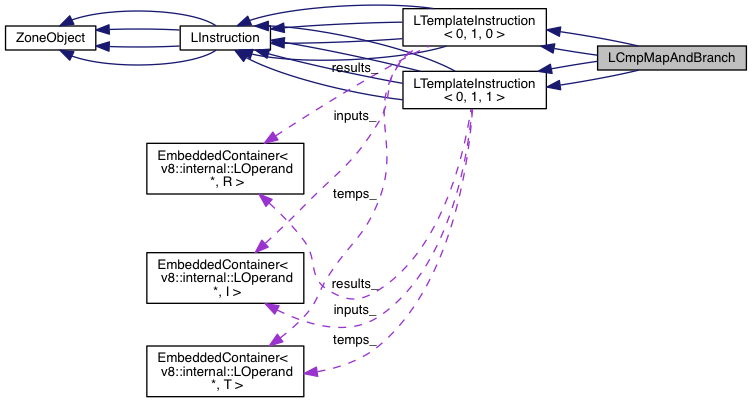 LTemplateInstruction
< 0, 1, 0 >
ZoneObject
LInstruction
LCmpMapAndBranch
results_
LTemplateInstruction
< 0, 1, 1 >
inputs_
EmbeddedContainer<
v8::internal::LOperand
*, R >
temps_
EmbeddedContainer<
v8::internal::LOperand
*, I >
results_
inputs_
temps_
EmbeddedContainer<
v8::internal::LOperand
*, T >